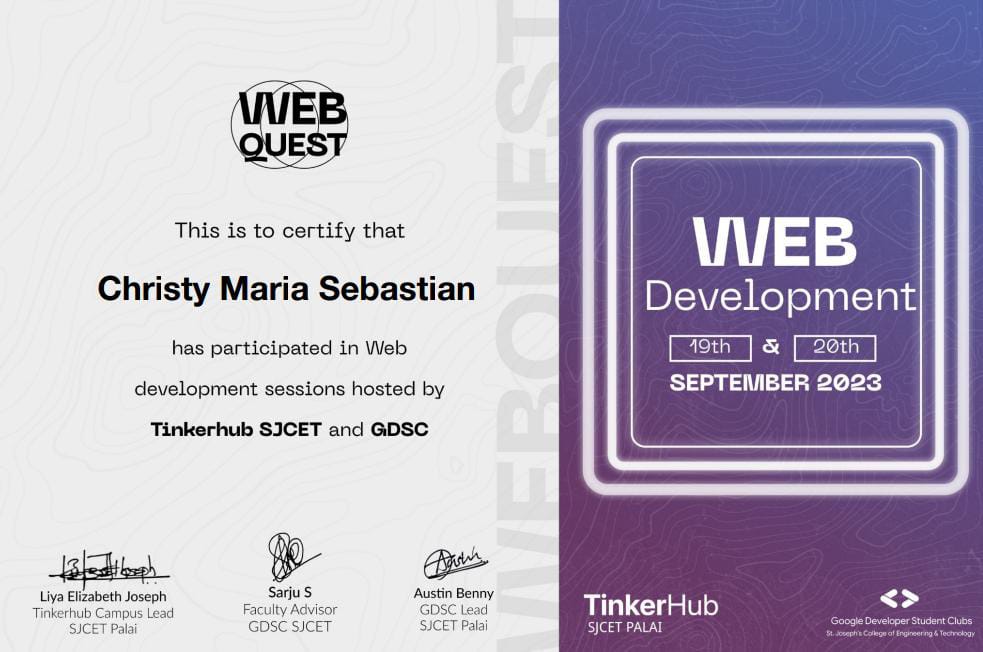 WEB
QUEST
This is to certify that
Christy Maria Sebastian
has participated in Web
development sessions hosted by
Tinkerhub SJCET and GDSC
Liya Elizabeth Joseph
Tinkerhub Campus Lead
SJCET Palai
Sarju S
Faculty Advisor
GDSC SJCET
Austin Benny
GDSC Lead
SJCET Palai
WEBQUEST
WEB
Development
19th & 20th
SEPTEMBER 2023
TinkerHub
SJCET PALAI
Google Developer Student Clubs
St. Joseph's College of Engineering & Technology